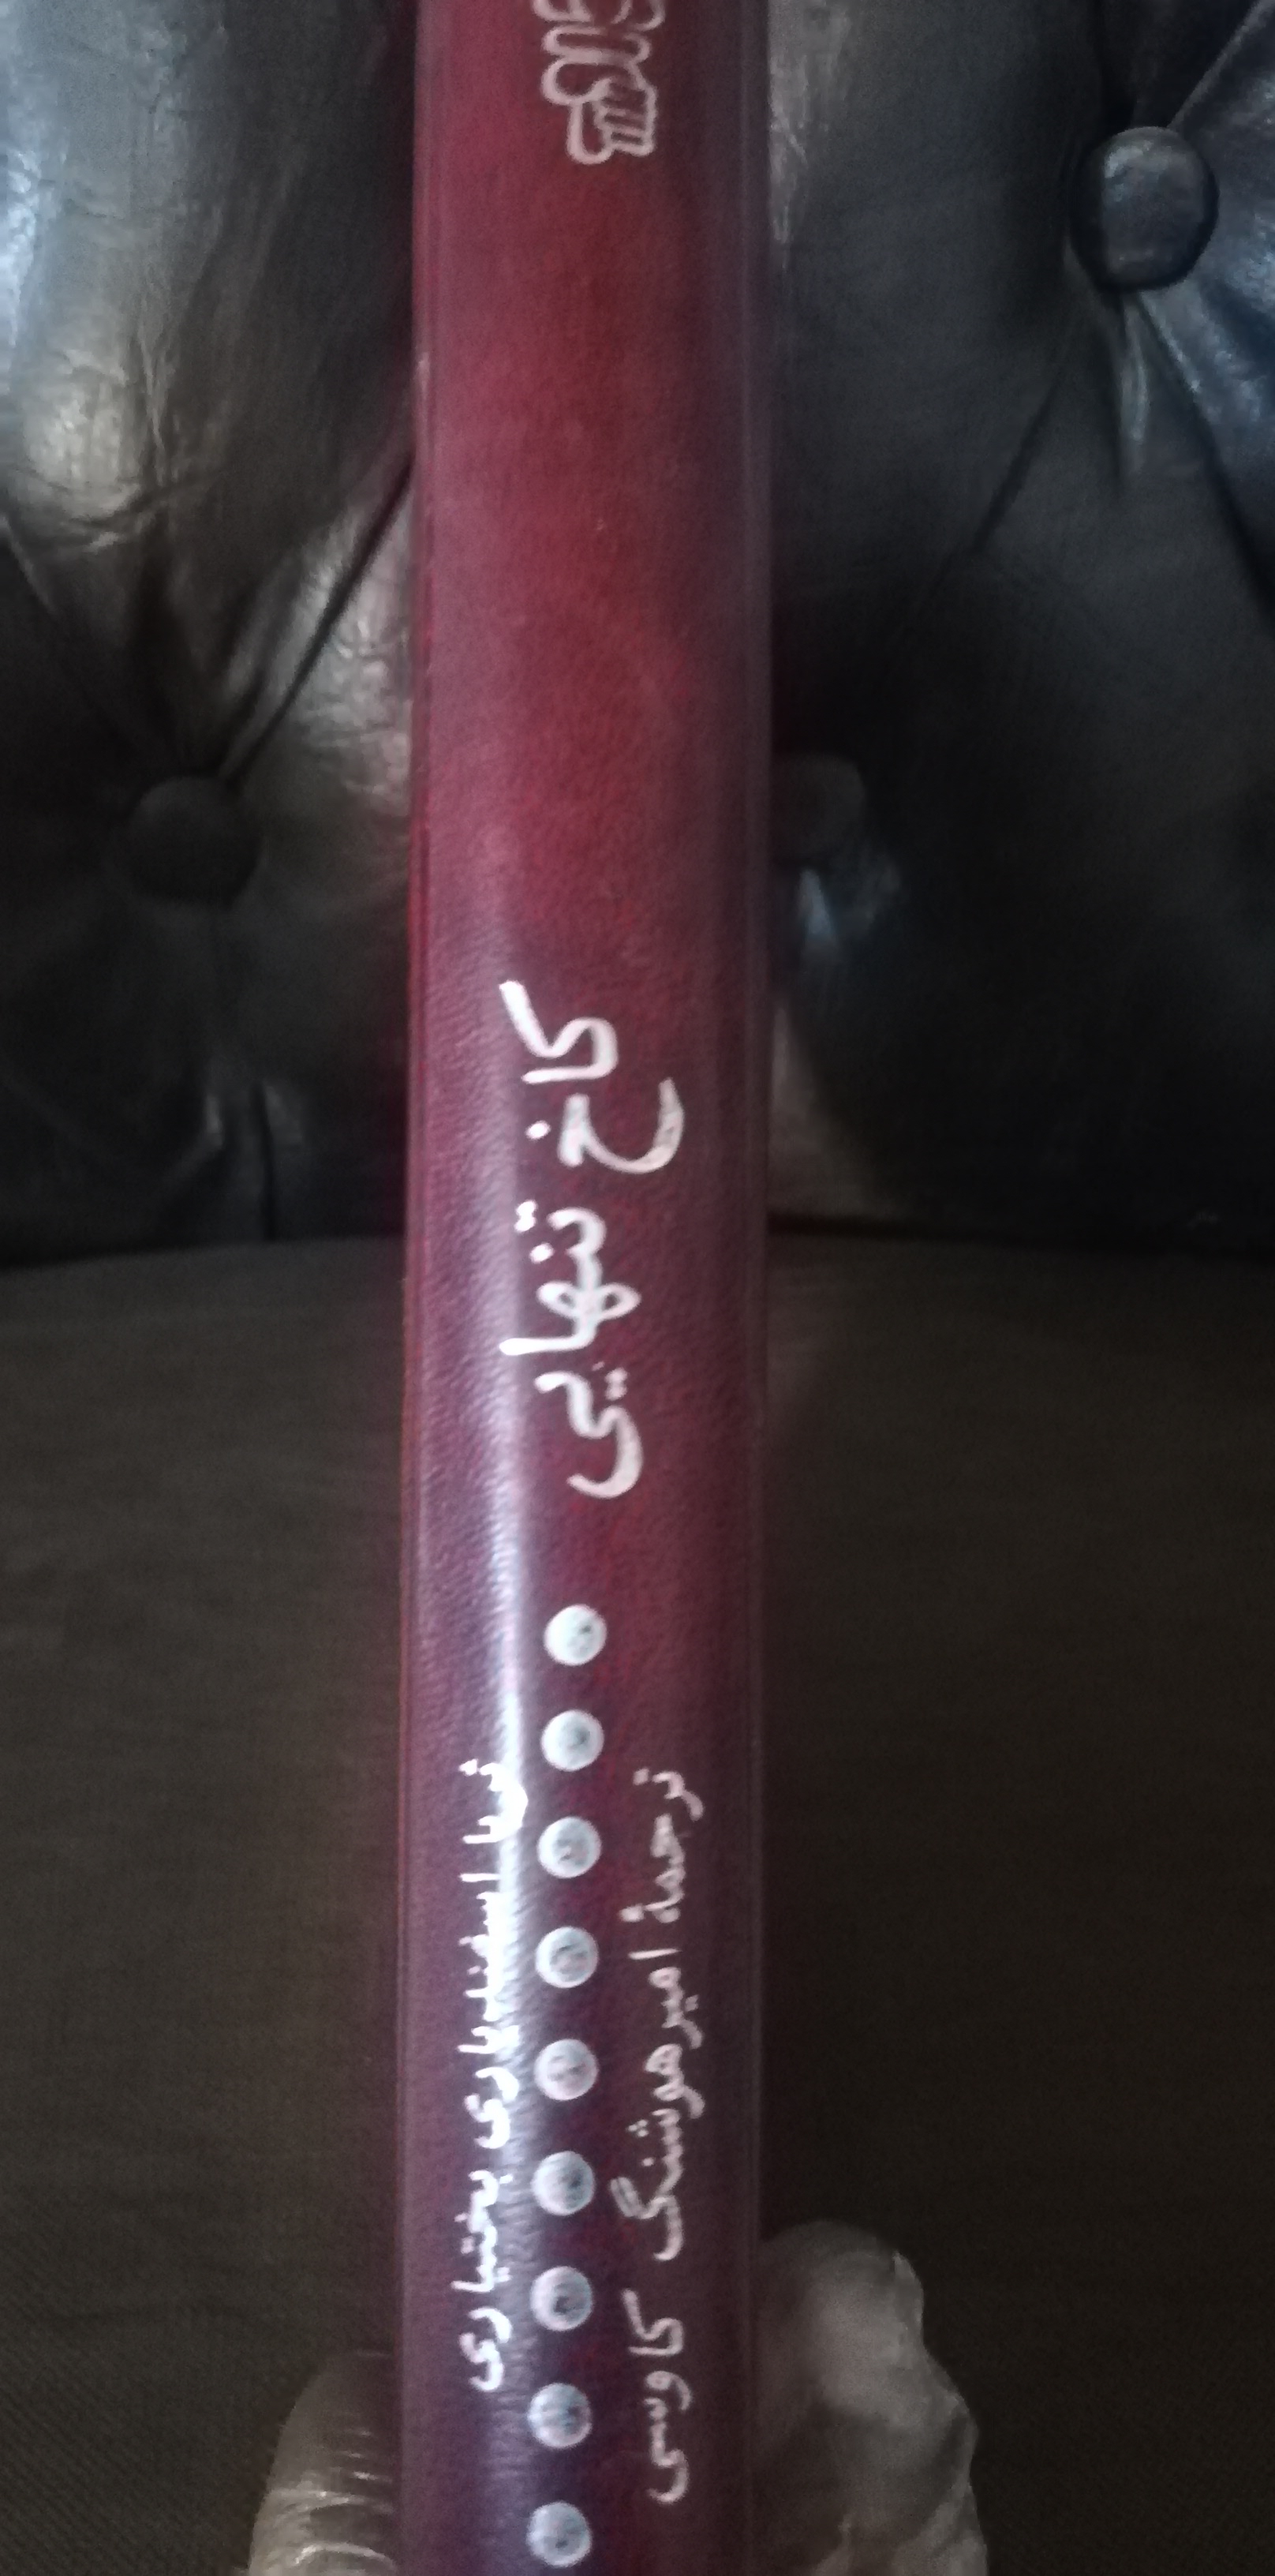 کاخ تنهایی
ثریا اسفندیاری بختیاری
ترجمهٔ امیرهوشنگ کاوسی